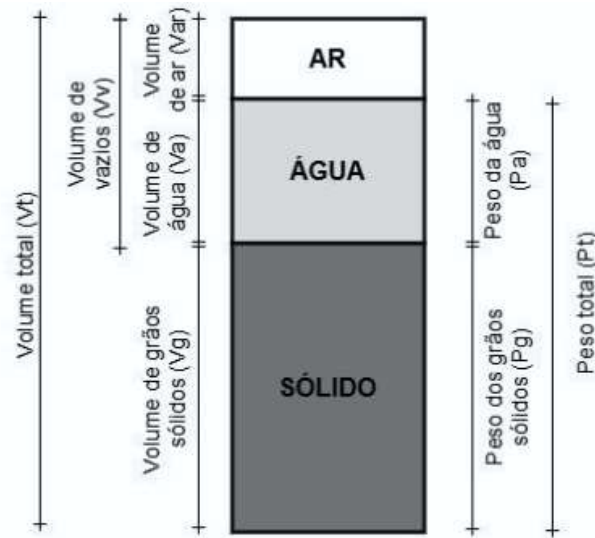 Volume total (Vt)
Volume de
vazios (Vv)
Volume
de ar (Var)
Volume de
água (Va)
Volume de grãos
sólidos (Vg)
AR
ÁGUA
SÓLIDO
Peso da água
(Pa)
Peso dos grãos
sólidos (Pg)
Peso total (Pt)